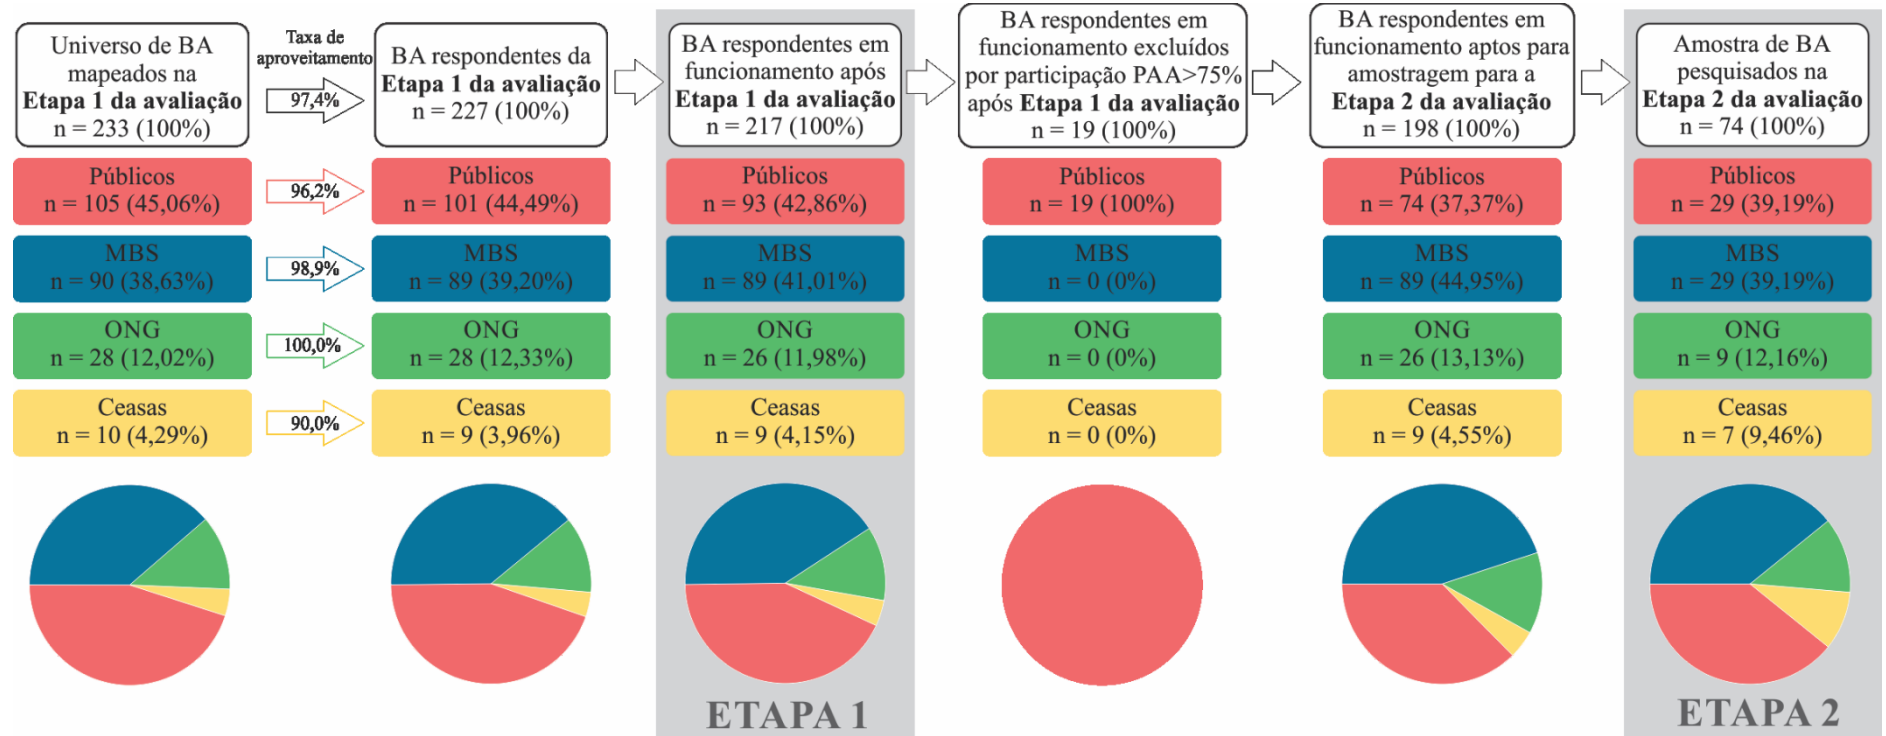 Universo de BA
mapeados na
Etapa 1 da avaliação
n = 233 (100%)
Públicos
n = 105 (45,06%)
MBS
n = 90 (38,63%)
ONG
n = 28 (12,02%)
Ceasas
n = 10 (4,29%)
Taxa de
aproveitamento
97,4%
96,2%
98,9%
100,0%
90,0%
BA respondentes da
Etapa 1 da avaliação
n = 227 (100%)
Públicos
n = 101 (44,49%)
MBS
n = 89 (39,20%)
ONG
n = 28 (12,33%)
Ceasas
n = 9 (3,96%)
BA respondentes em
funcionamento após
Etapa 1 da avaliação
n = 217 (100%)
Públicos
n = 93 (42,86%)
MBS
n = 89 (41,01%)
ONG
n = 26 (11,98%)
Ceasas
n = 9 (4,15%)
ETAPA 1
BA respondentes em
funcionamento excluídos
por participação PAA>75%
após Etapa 1 da avaliação
n = 19 (100%)
Públicos
n = 19 (100%)
MBS
n = 0 (0%)
ONG
n = 0 (0%)
Ceasas
n = 0 (0%)
BA respondentes em
funcionamento aptos para
amostragem para a
Etapa 2 da avaliação
n = 198 (100%)
Públicos
n = 74 (37,37%)
MBS
n = 89 (44,95%)
ONG
n = 26 (13,13%)
Ceasas
n = 9 (4,55%)
Amostra de BA
pesquisados na
Etapa 2 da avaliação
n = 74 (100%)
Públicos
n = 29 (39,19%)
MBS
n = 29 (39,19%)
ONG
n = 9 (12,16%)
Ceasas
n = 7 (9,46%)
ETAPA 2